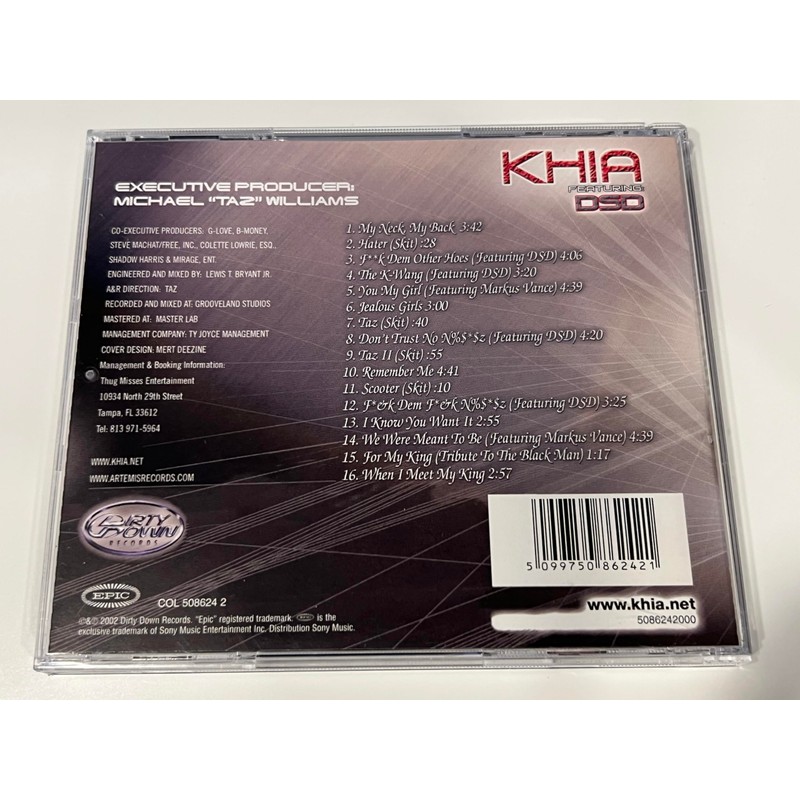 KHIA
FEATURING:
DSD
EXECUTIVE PRODUCER:
MICHAEL "TAZ" WILLIAMS
CO-EXECUTIVE PRODUCERS: G-LOVE, B-MONEY,
STEVE MACHAT/FREE, INC., COLETTE LOWRIE, ESQ.,
SHADOW HARRIS & MIRAGE, ENT.
ENGINEERED AND MIXED BY: LEWIS T. BRYANT JR.
A&R DIRECTION: TAZ
RECORDED AND MIXED AT: GROOVELAND STUDIOS
MASTERED AT: MASTER LAB
MANAGEMENT COMPANY: TY JOYCE MANAGEMENT
COVER DESIGN: MERT DEEZINE
Management & Booking Information:
Thug Misses Entertainment
10934 North 29th Street
Tampa, FL 33612
Tel: 813 971-5964
WWW.KHIA.NET
WWW.ARTEMISRECORDS.COM
1. My Neck, My Back 3:42
2. Hater (Skit) :28
3. F**k Dem Other Hoes (Featuring DSD) 4:06
4. The K-Wang (Featuring DSD) 3:20
5. You My Girl (Featuring Markus Vance) 4:39
6. Jealous Girls 3:00
7. Taz (Skit) :40
8. Don't Trust No N%$*$z (Featuring DSD) 4:20
9. Taz II (Skit) :55
10. Remember Me 4:41
11. Scooter (Skit) :10
12. F*&k Dem F*&k N%$*$z (Featuring DSD) 3:25
13. I Know You Want It 2:55
14. We Were Meant To Be (Featuring Markus Vance) 4:39
15. For My King (Tribute To The Black Man) 1:17
16. When I Meet My King 2:57
DIRTY
DOWN
RECORDS
EPIC
COL 508624 2
℗&© 2002 Dirty Down Records. "Epic" registered trademark. EPIC is the
exclusive trademark of Sony Music Entertainment Inc. Distribution Sony Music.
5 099750 862421
www.khia.net
5086242000